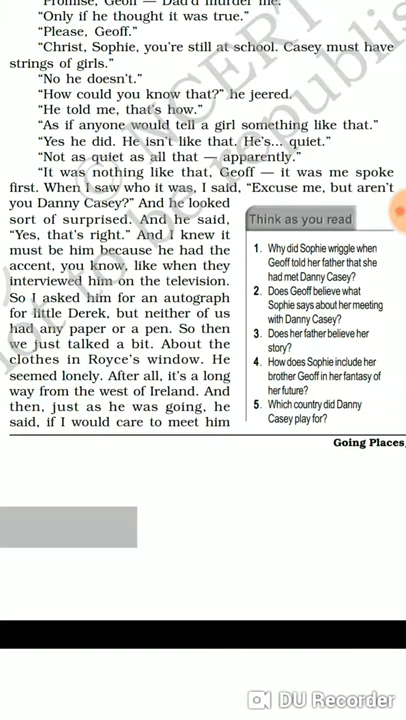 "Promise, Geoff — Dad'd murder me."
"Only if he thought it was true."
"Please, Geoff."
"Christ, Sophie, you're still at school. Casey must have
strings of girls."
"No he doesn't."
"How could you know that?" he jeered.
"He told me, that's how."
"As if anyone would tell a girl something like that."
"Yes he did. He isn't like that. He's... quiet."
"Not as quiet as all that — apparently."
"It was nothing like that, Geoff — it was me spoke
first. When I saw who it was, I said, "Excuse me, but aren't
you Danny Casey?" And he looked
sort of surprised. And he said,
"Yes, that's right." And I knew it
must be him because he had the
accent, you know, like when they
interviewed him on the television.
So I asked him for an autograph
for little Derek, but neither of us
had any paper or a pen. So then
we just talked a bit. About the
clothes in Royce's window. He
seemed lonely. After all, it's a long
way from the west of Ireland. And
then, just as he was going, he
said, if I would care to meet him
Think as you read
1. Why did Sophie wriggle when
Geoff told her father that she
had met Danny Casey?
2. Does Geoff believe what
Sophie says about her meeting
with Danny Casey?
3. Does her father believe her
story?
4. How does Sophie include her
brother Geoff in her fantasy of
her future?
5. Which country did Danny
Casey play for?
Going Places
© NCERT
not to be republis
DU Recorder